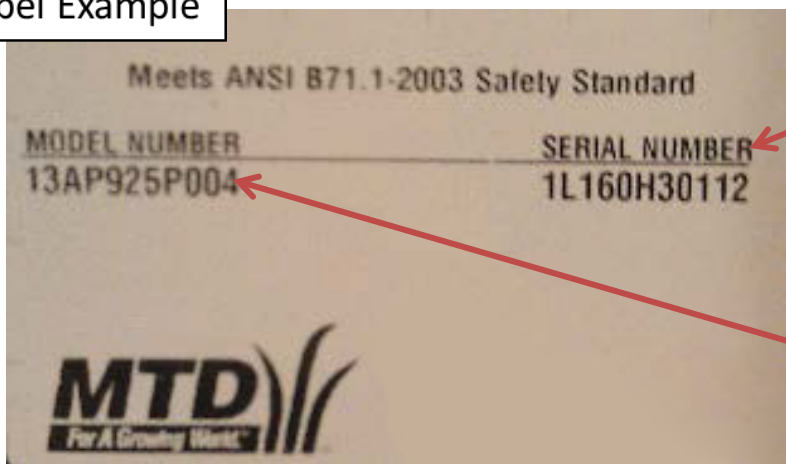 bel Example
Meets ANSI B71.1-2003 Safety Standard
MODEL NUMBER
SERIAL NUMBER
13AP925P004
1L160H30112
MTD
For A Growing World.